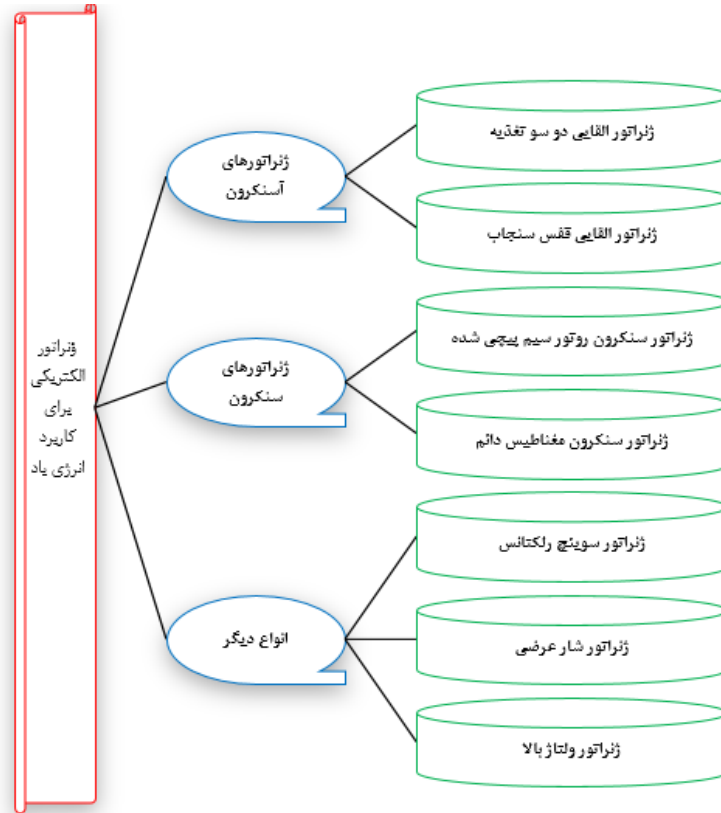 ژنراتور
الکتریکی
برای
کاربرد
انرژی باد
ژنراتورهای
آسنکرون
ژنراتور القایی دو سو تغذیه
ژنراتور القایی قفس سنجاب
ژنراتورهای
سنکرون
ژنراتور سنکرون روتور سیم پیچی شده
ژنراتور سنکرون مغناطیس دائم
انواع دیگر
ژنراتور سوینچ رلکتانس
ژنراتور شار عرضی
ژنراتور ولتاژ بالا